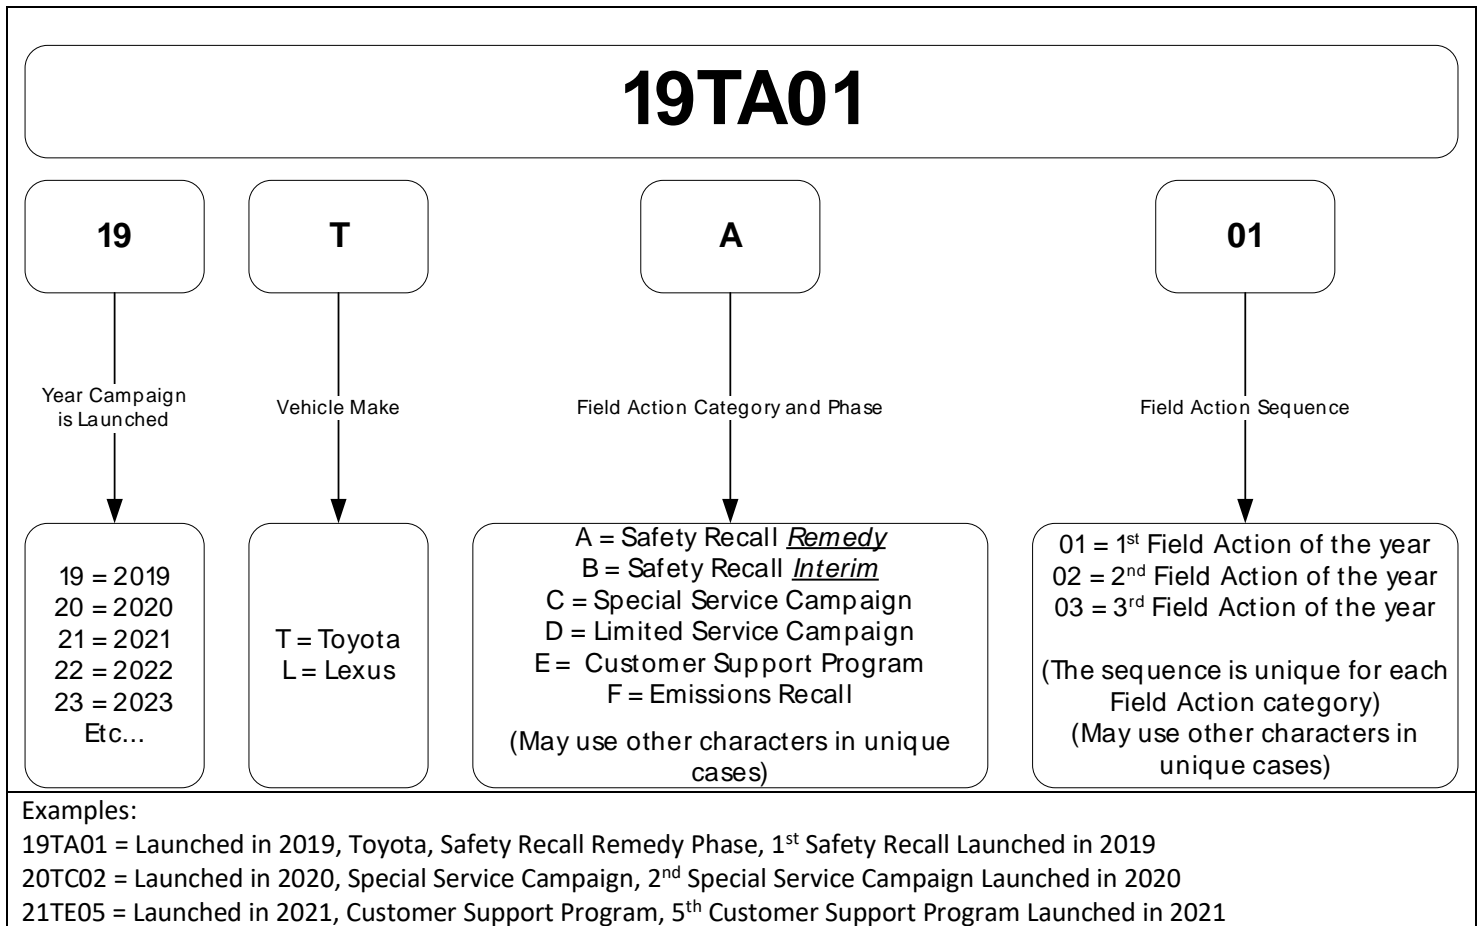 19TA01
19
T
A
01
Year Campaign
is Launched
Vehicle Make
Field Action Category and Phase
Field Action Sequence
19 = 2019
20 = 2020
21 = 2021
22 = 2022
23 = 2023
Etc...
T = Toyota
L = Lexus
A = Safety Recall Remedy
B = Safety Recall Interim
C = Special Service Campaign
D = Limited Service Campaign
E = Customer Support Program
F = Emissions Recall
(May use other characters in unique
cases)
01 = 1st Field Action of the year
02 = 2nd Field Action of the year
03 = 3rd Field Action of the year
(The sequence is unique for each
Field Action category)
(May use other characters in
unique cases)
Examples:
19TA01 = Launched in 2019, Toyota, Safety Recall Remedy Phase, 1st Safety Recall Launched in 2019
20TC02 = Launched in 2020, Special Service Campaign, 2nd Special Service Campaign Launched in 2020
21TE05 = Launched in 2021, Customer Support Program, 5th Customer Support Program Launched in 2021